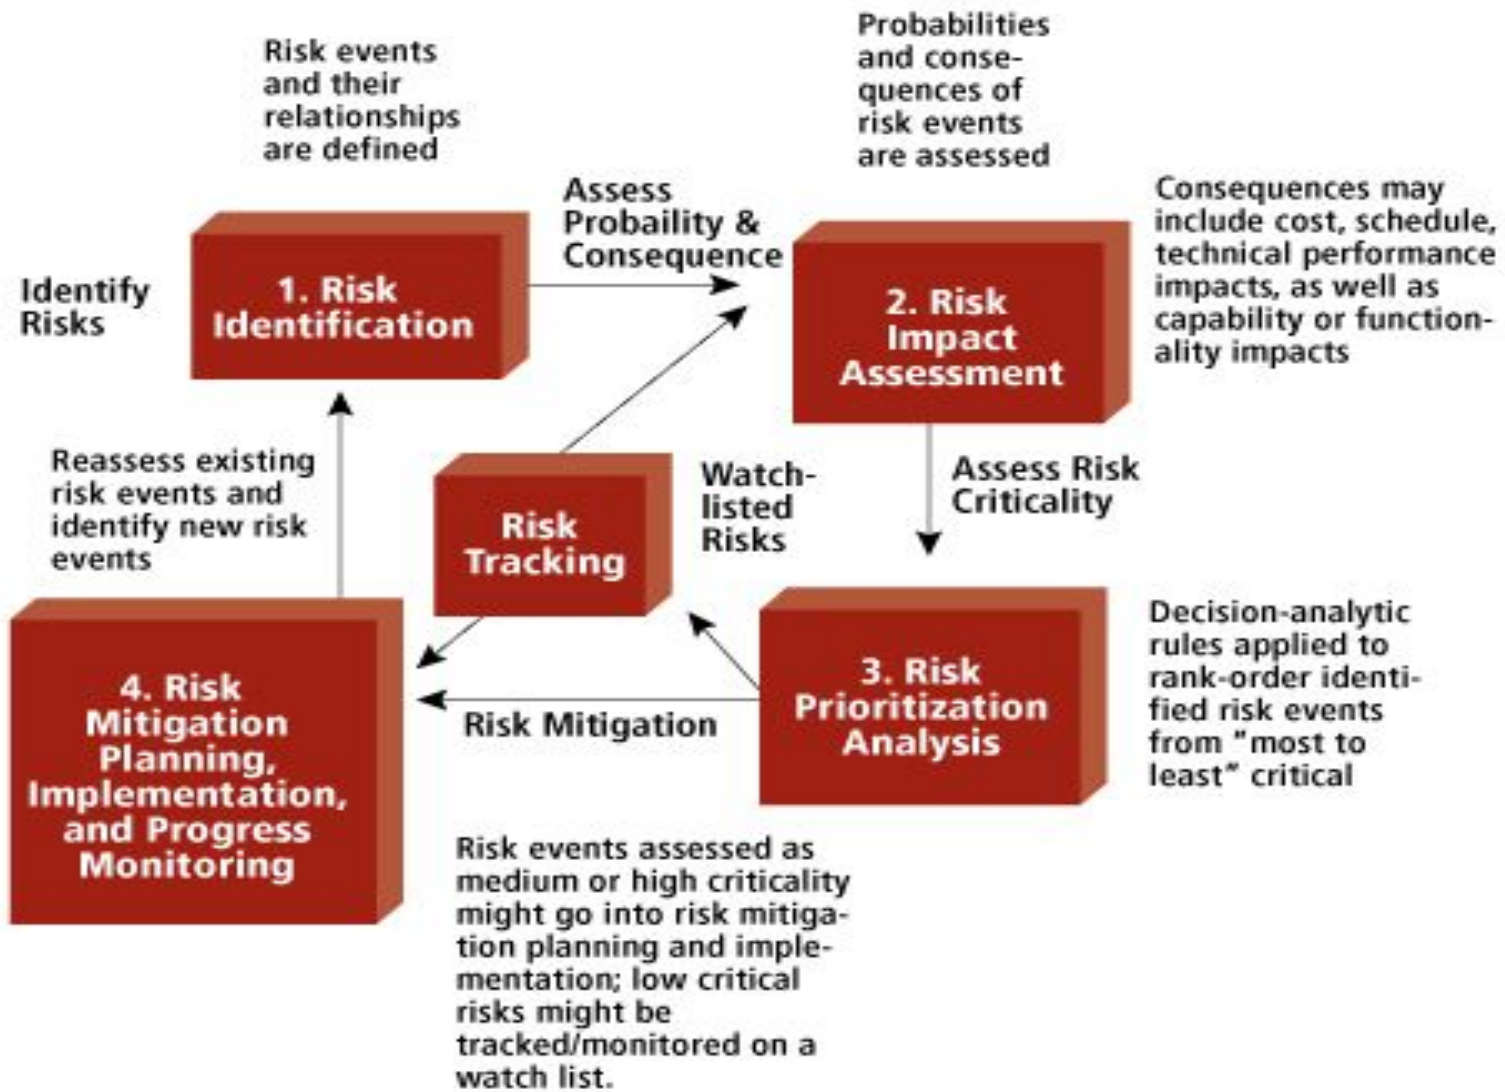 Risk events
and their
relationships
are defined
Probabilities
and conse-
quences of
risk events
are assessed
Assess
Probaility &
Consequence
Consequences may
include cost, schedule,
technical performance
impacts, as well as
capability or function-
ality impacts
Identify
Risks
1. Risk
Identification
2. Risk
Impact
Assessment
Reassess existing
risk events and
identify new risk
events
Risk
Tracking
Watch-
listed
Risks
Assess Risk
Criticality
4. Risk
Mitigation
Planning,
Implementation,
and Progress
Monitoring
Risk Mitigation
3. Risk
Prioritization
Analysis
Decision-analytic
rules applied to
rank-order identi-
fied risk events
from "most to
least" critical
Risk events assessed as
medium or high criticality
might go into risk mitiga-
tion planning and imple-
mentation; low critical
risks might be
tracked/monitored on a
watch list.